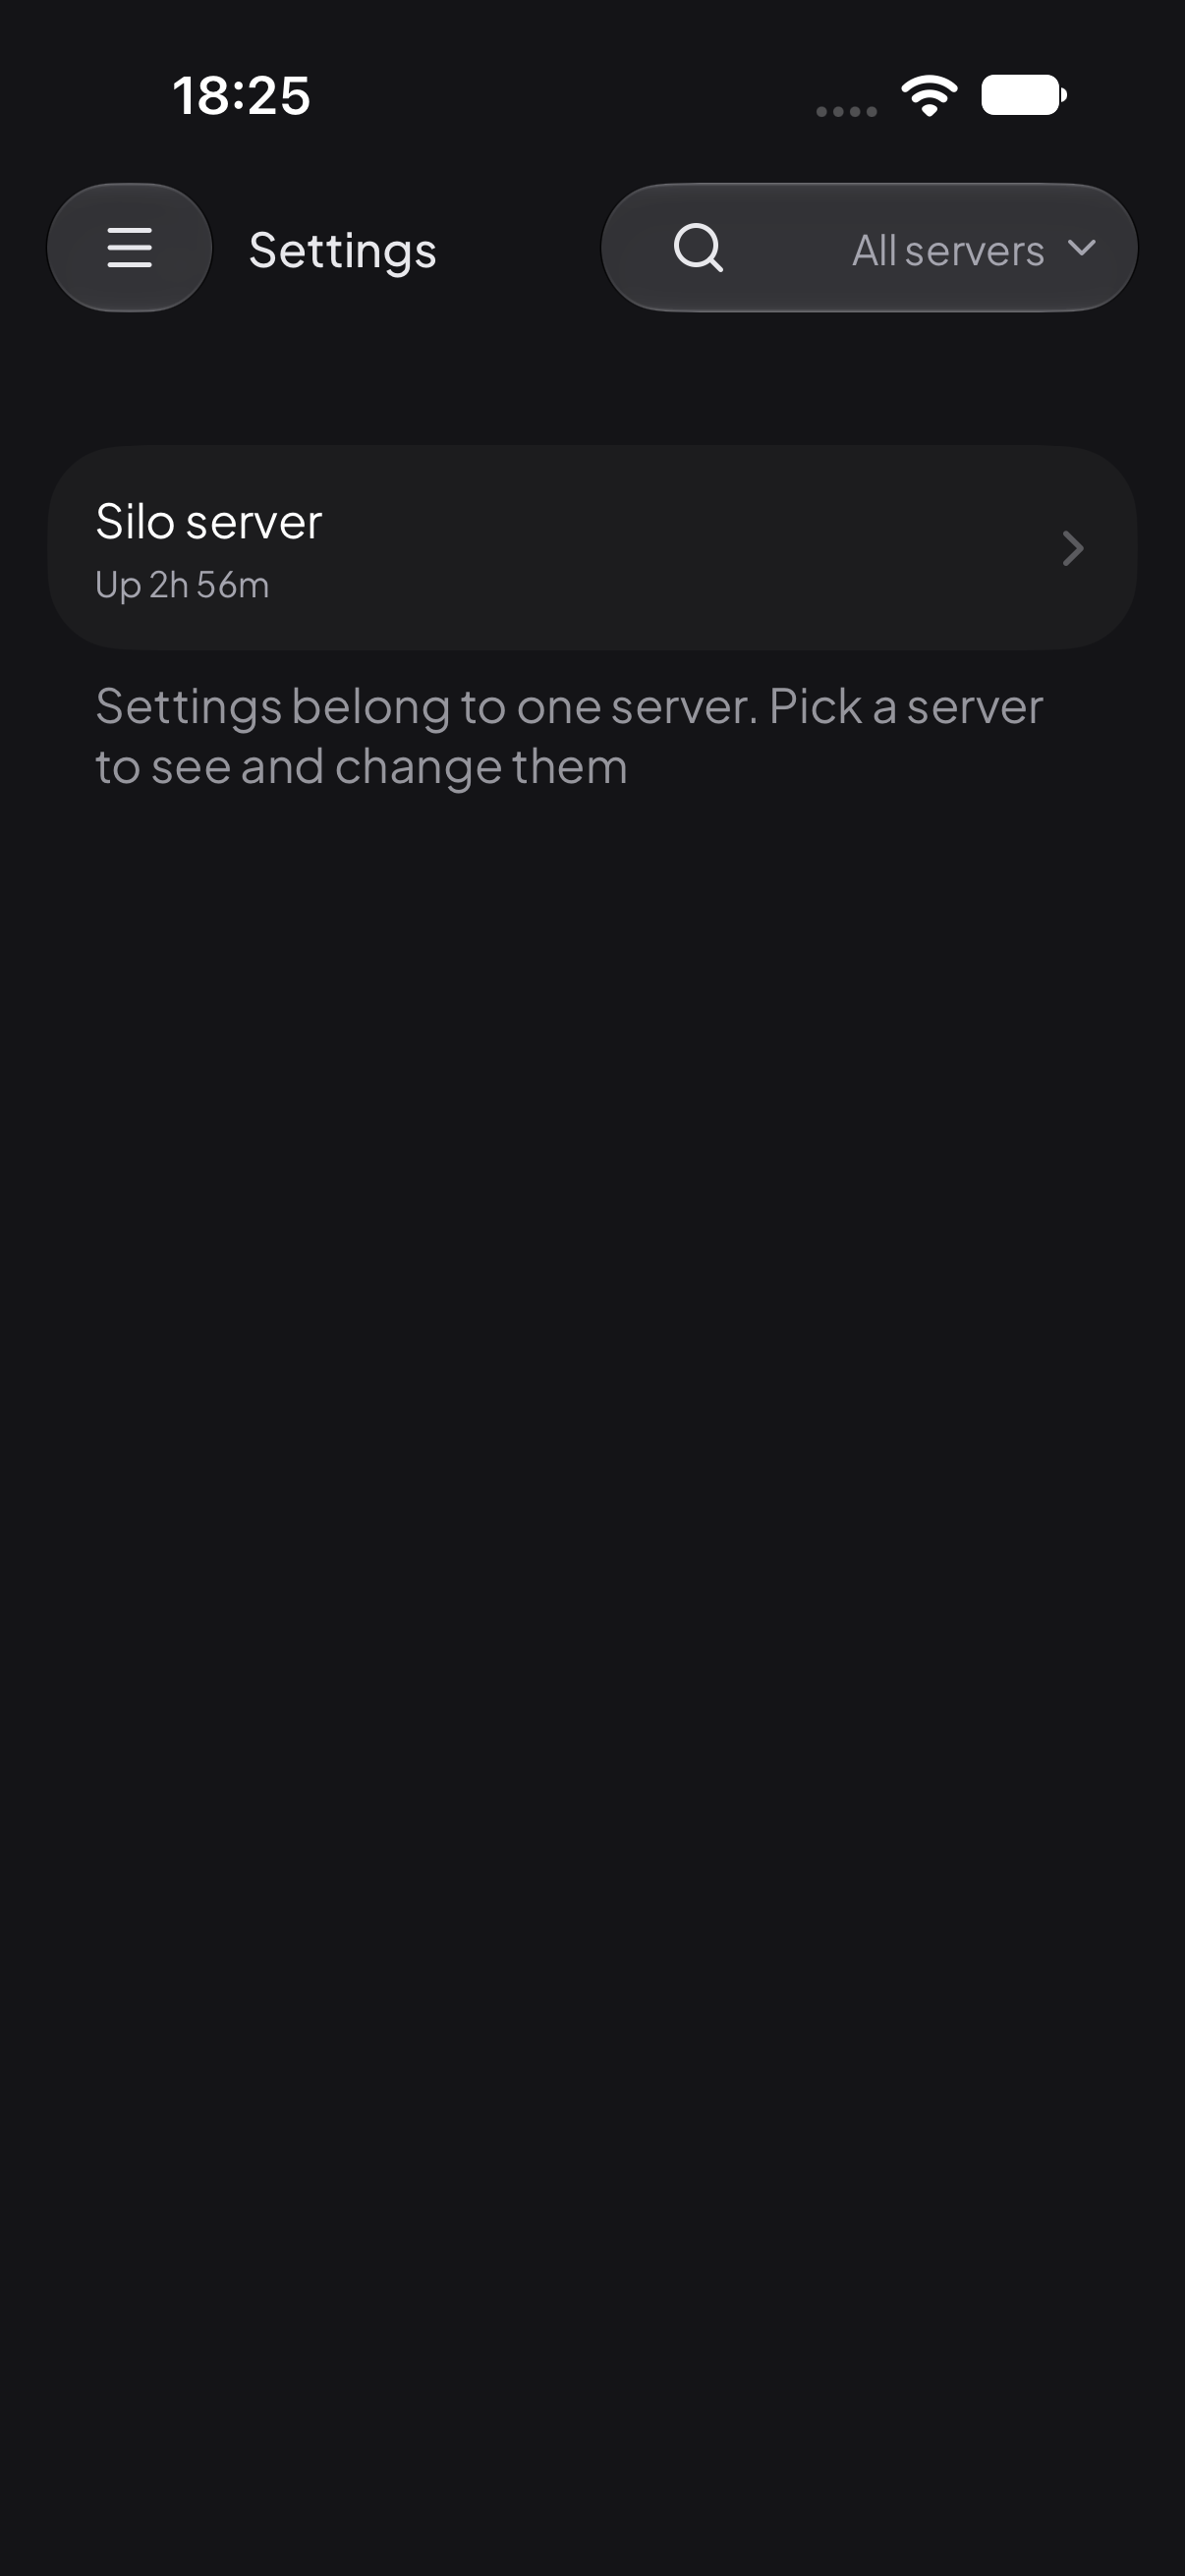 18:25
Settings
All servers
Silo server
Up 2h 56m
Settings belong to one server. Pick a server
to see and change them